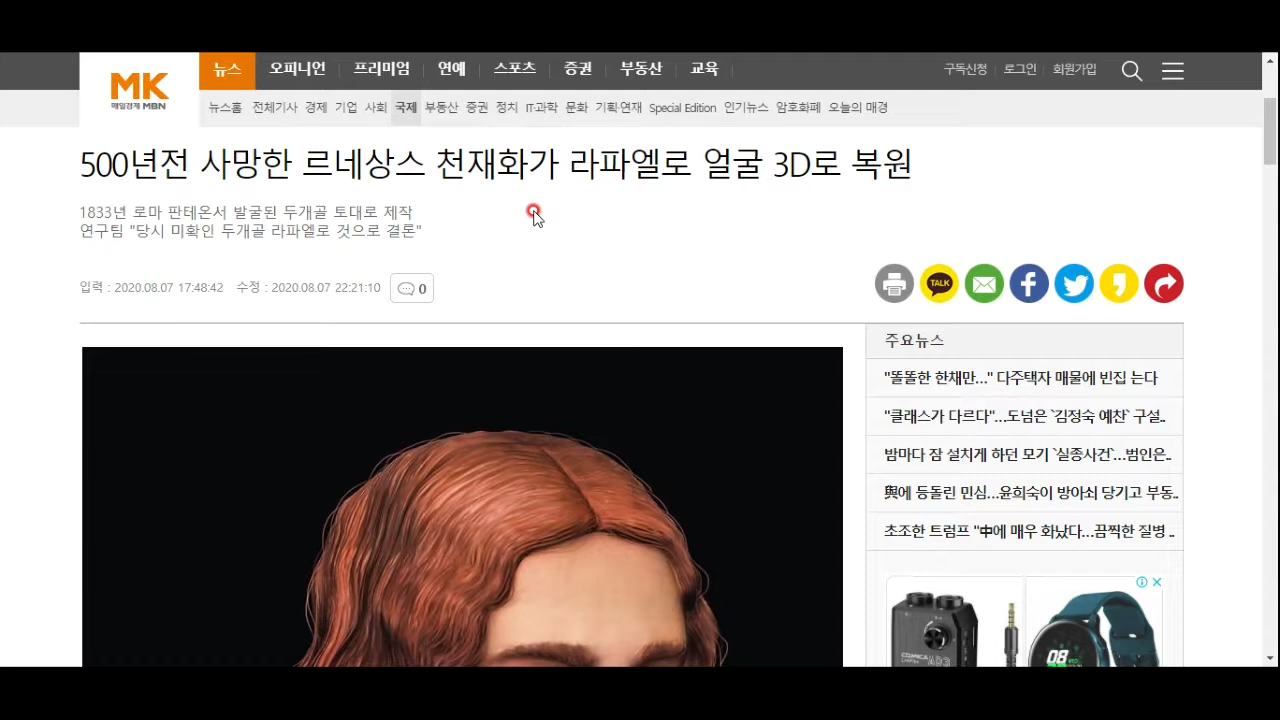 MK
매일경제 MBN
뉴스 오피니언 프리미엄 연예 스포츠 증권 부동산 교육
구독신청 로그인 회원가입
뉴스홈 전체기사 경제 기업 사회 국제 부동산 증권 정치 IT·과학 문화 기획·연재 Special Edition 인기뉴스 암호화폐 오늘의 매경
500년전 사망한 르네상스 천재화가 라파엘로 얼굴 3D로 복원
1833년 로마 판테온서 발굴된 두개골 토대로 제작
연구팀 "당시 미확인 두개골 라파엘로 것으로 결론"
입력 : 2020.08.07 17:48:42 수정 : 2020.08.07 22:21:10 0
TALK
주요뉴스
"똘똘한 한채만..." 다주택자 매물에 빈집 는다
"클래스가 다르다"...도넘은 `김정숙 예찬` 구설..
밤마다 잠 설치게 하던 모기 `실종사건`...범인은..
與에 등돌린 민심...윤희숙이 방아쇠 당기고 부동..
초조한 트럼프 "中에 매우 화났다...끔찍한 질병 ..
COMICA
AD3
08